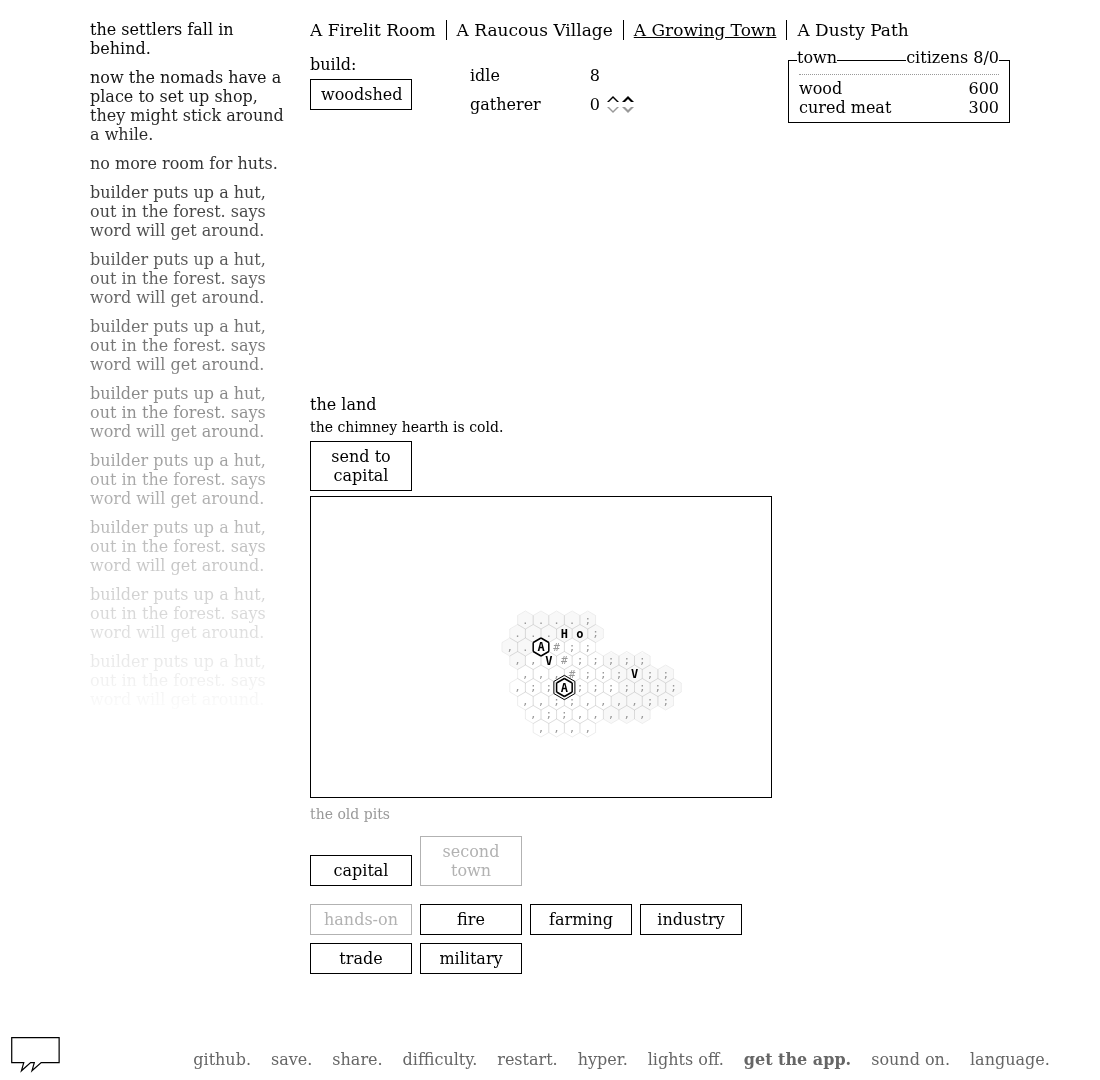 the settlers fall in
behind.
now the nomads have a
place to set up shop,
they might stick around
a while.
no more room for huts.
builder puts up a hut,
out in the forest. says
word will get around.
builder puts up a hut,
out in the forest. says
word will get around.
builder puts up a hut,
out in the forest. says
word will get around.
builder puts up a hut,
out in the forest. says
word will get around.
builder puts up a hut,
out in the forest. says
word will get around.
builder puts up a hut,
out in the forest. says
word will get around.
builder puts up a hut,
out in the forest. says
word will get around.
builder puts up a hut,
out in the forest. says
word will get around.
A Firelit Room
A Raucous Village
A Growing Town
A Dusty Path
build:
woodshed
idle 8
gatherer 0
town citizens 8/0
wood 600
cured meat 300
the land
the chimney hearth is cold.
send to
capital
H o
A
V
V
A
the old pits
capital
second
town
hands-on
fire
farming
industry
trade
military
github. save. share. difficulty. restart. hyper. lights off. get the app. sound on. language.